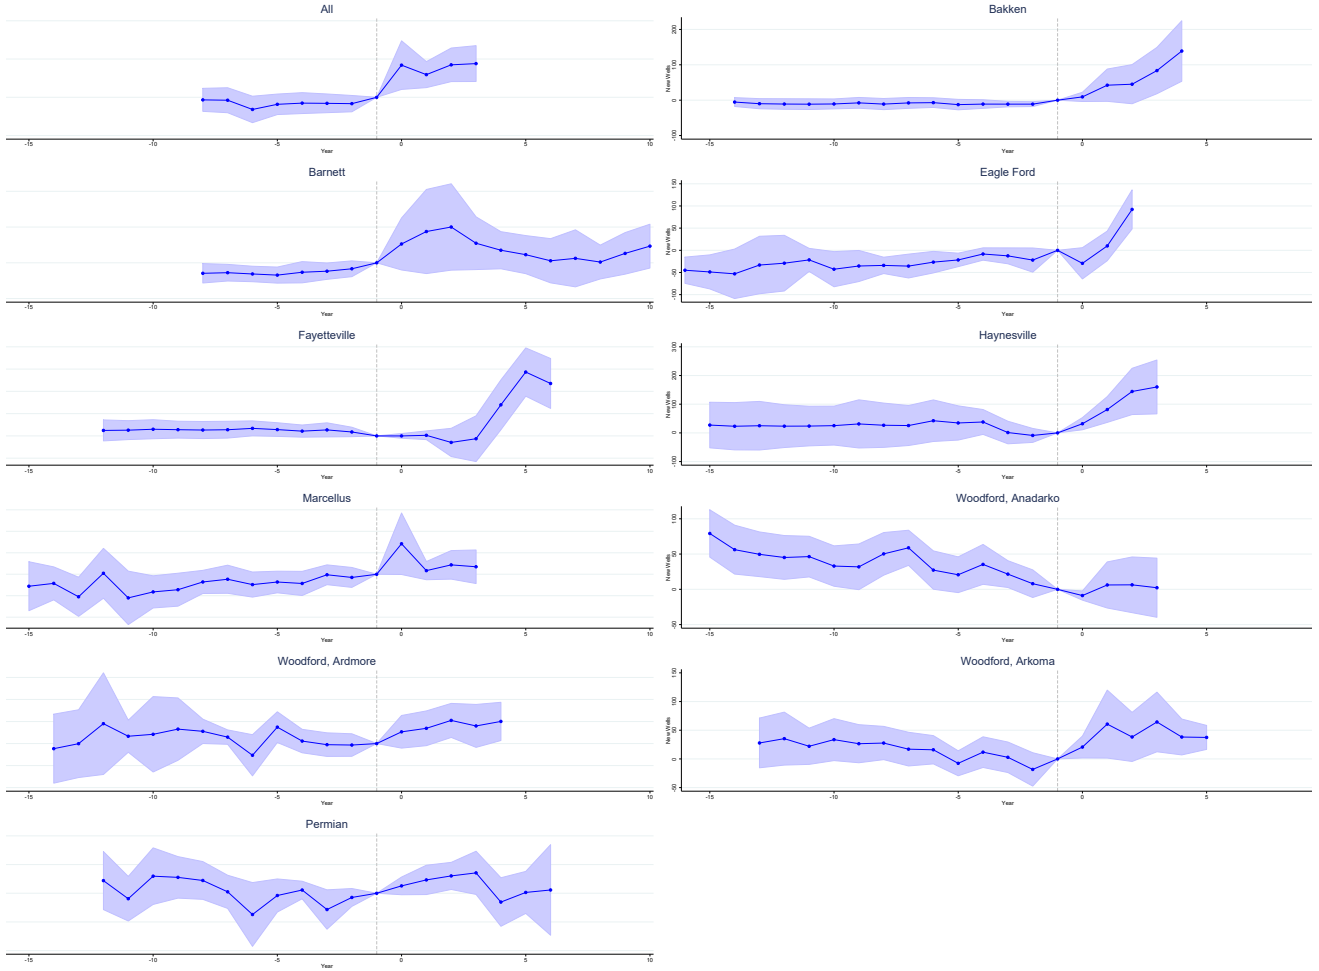 All
-15 -10 -5 0 5 10
Year
Bakken
New Wells
-100 0 100 200
-15 -10 -5 0 5
Year
Barnett
-15 -10 -5 0 5 10
Year
Eagle Ford
New Wells
-100 -50 0 50 100 150
-15 -10 -5 0 5
Year
Fayetteville
-15 -10 -5 0 5 10
Year
Haynesville
New Wells
-100 0 100 200 300
-15 -10 -5 0 5
Year
Marcellus
-15 -10 -5 0 5 10
Year
Woodford, Anadarko
New Wells
-50 0 50 100
-15 -10 -5 0 5
Year
Woodford, Ardmore
-15 -10 -5 0 5 10
Year
Woodford, Arkoma
New Wells
-50 0 50 100 150
-15 -10 -5 0 5
Year
Permian
-15 -10 -5 0 5 10
Year